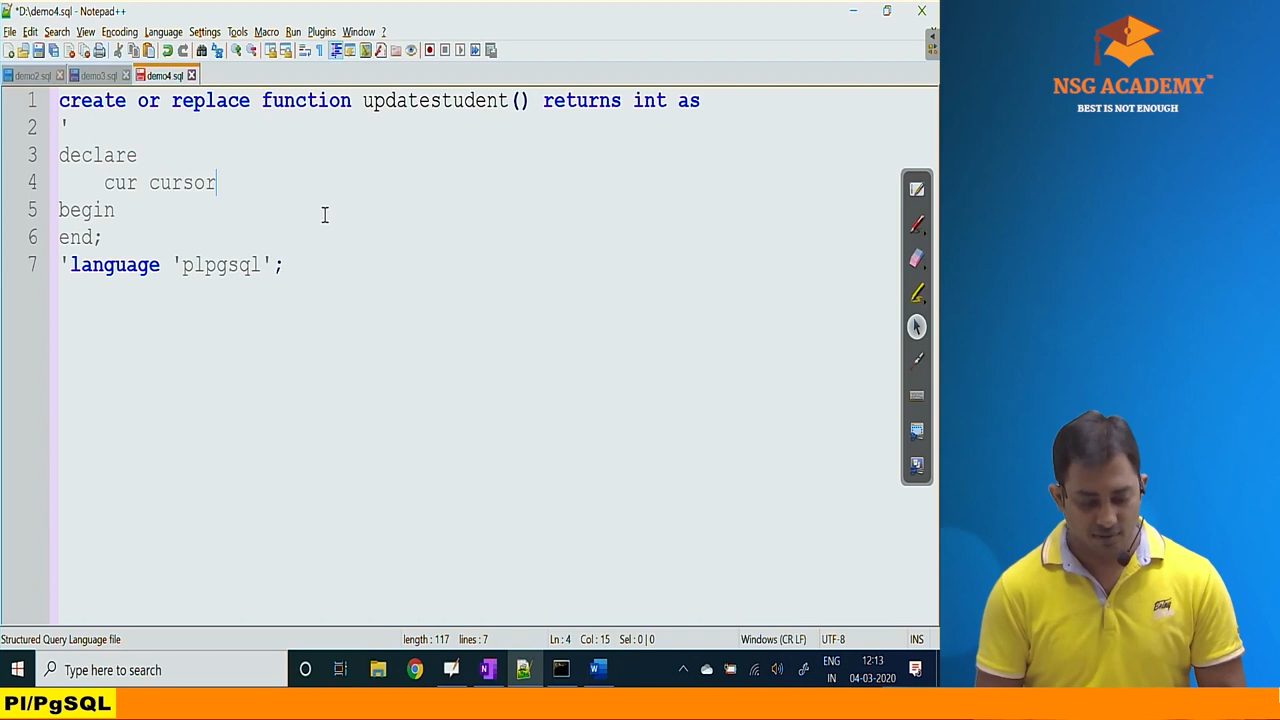 *D:\demo4.sql - Notepad++
File Edit Search View Encoding Language Settings Tools Macro Run Plugins Window ?
demo2.sql demo3.sql demo4.sql
1 create or replace function updatestudent() returns int as
2 '
3 declare
4 cur cursor
5 begin
6 end;
7 'language 'plpgsql';
Structured Query Language file length : 117 lines : 7 Ln : 4 Col : 15 Sel : 0 | 0 Windows (CR LF) UTF-8 INS
Type here to search
ENG
IN
12:13
04-03-2020
NSG ACADEMY™
BEST IS NOT ENOUGH
Pl/PgSQL